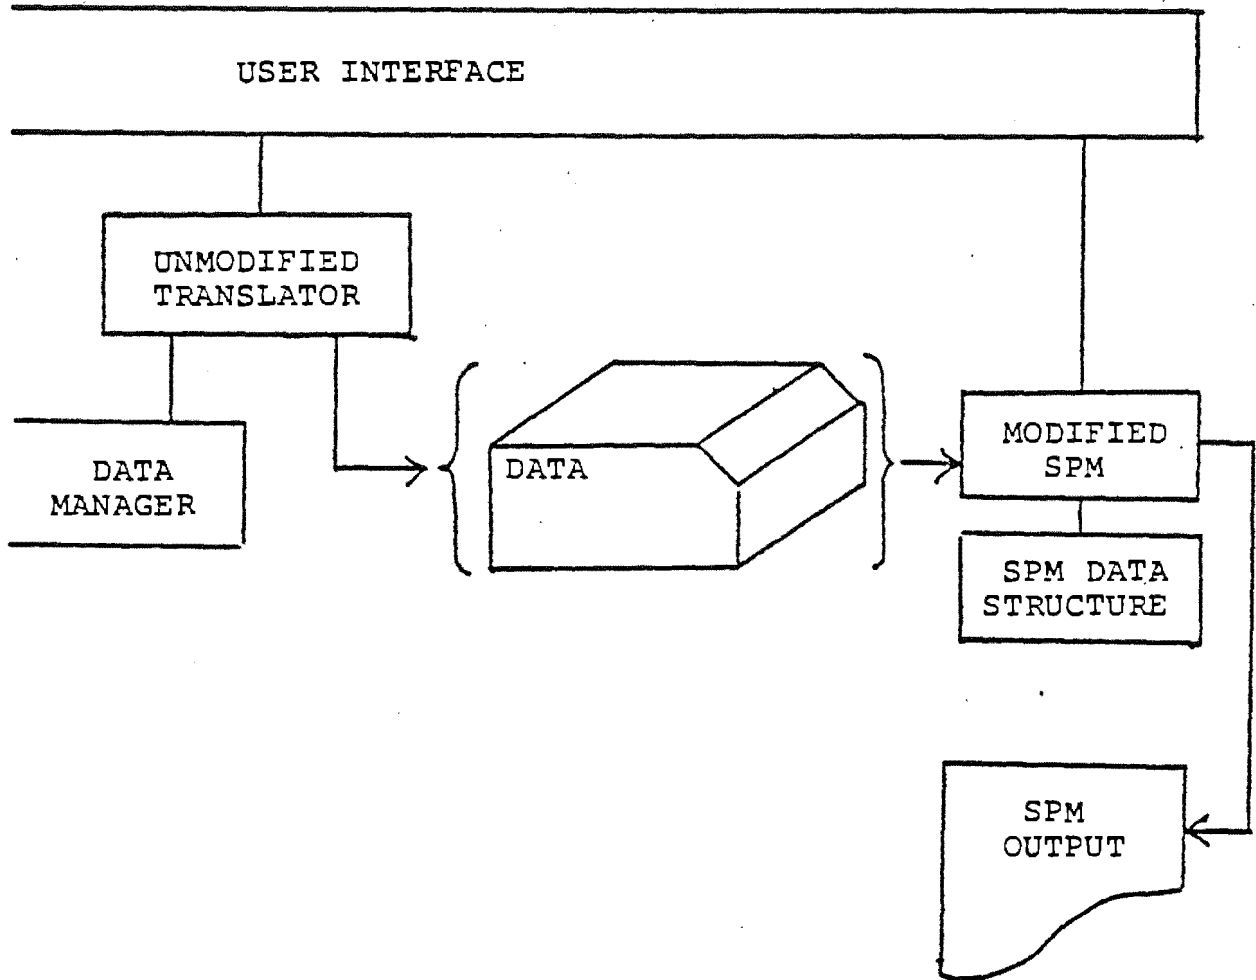 USER INTERFACE
UNMODIFIED
TRANSLATOR
DATA
MANAGER
DATA
MODIFIED
SPM
SPM DATA
STRUCTURE
SPM
OUTPUT